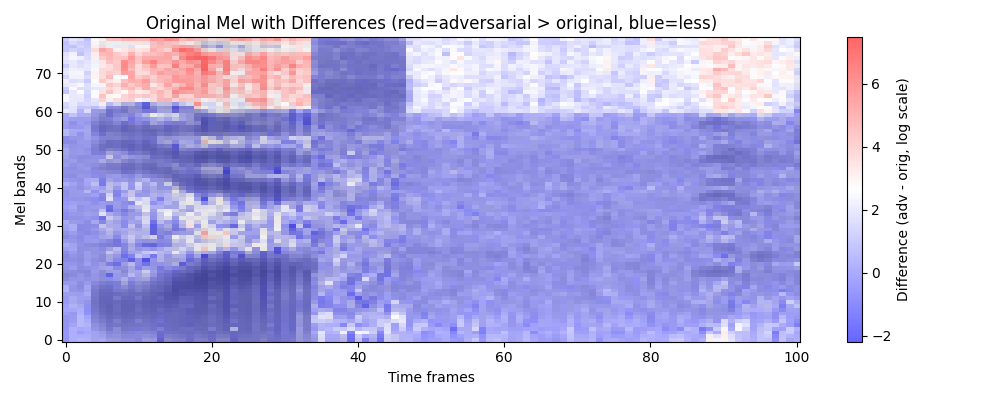 Original Mel with Differences (red=adversarial > original, blue=less)
Mel bands
70
60
50
40
30
20
10
0
0 20 40 60 80 100
Time frames
6
4
2
0
−2
Difference (adv - orig, log scale)